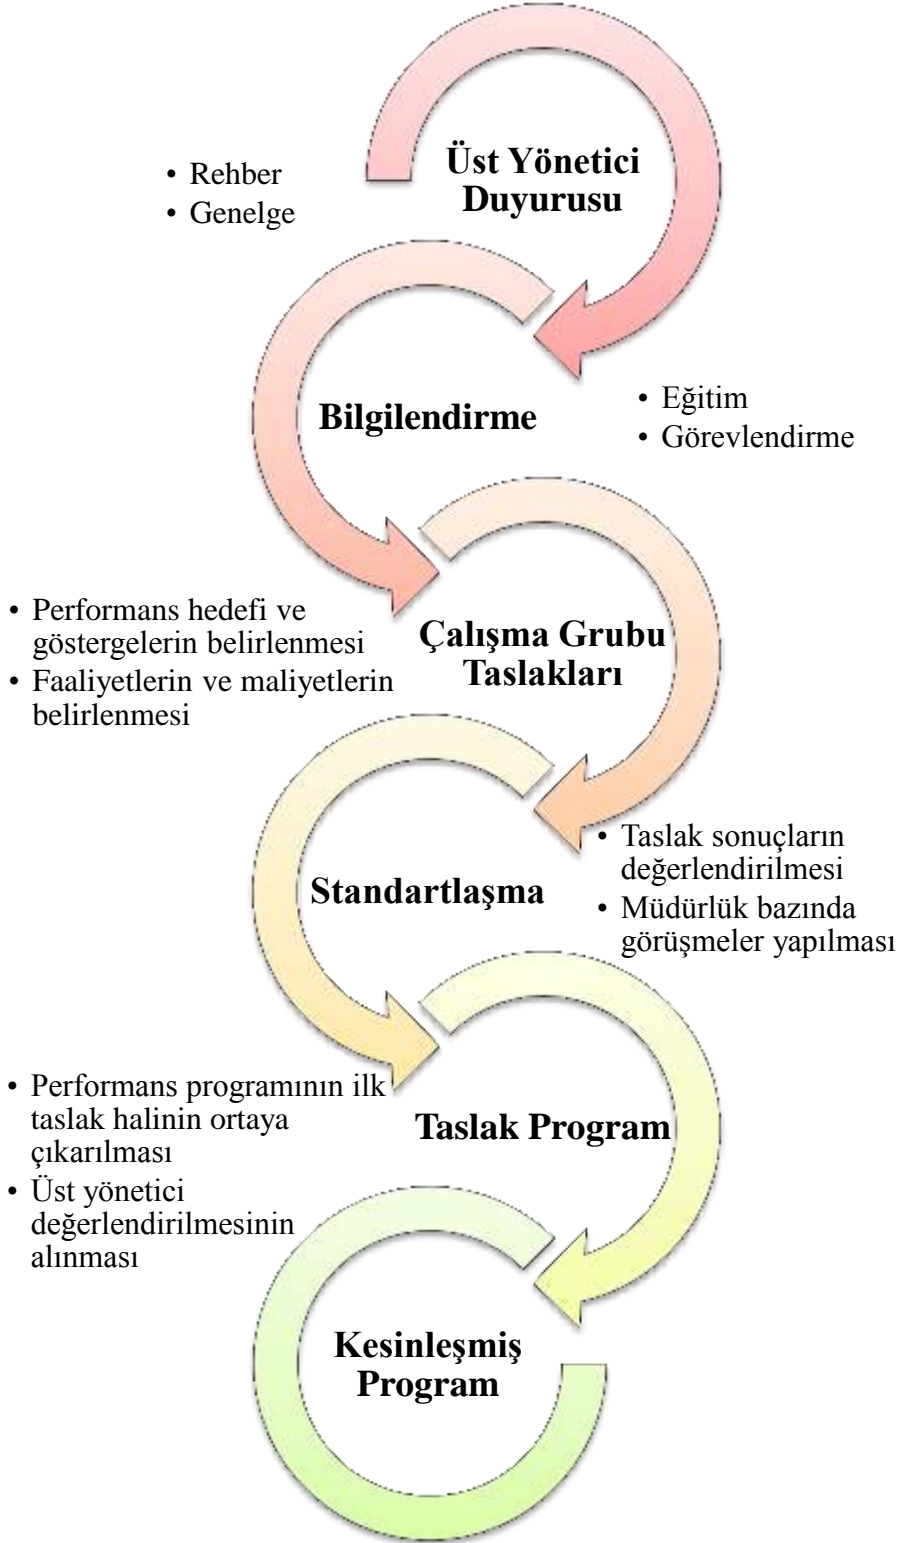 Üst Yönetici
Duyurusu
• Rehber
• Genelge
Bilgilendirme
• Eğitim
• Görevlendirme
Çalışma Grubu
Taslakları
• Performans hedefi ve
göstergelerin belirlenmesi
• Faaliyetlerin ve maliyetlerin
belirlenmesi
Standartlaşma
• Taslak sonuçların
değerlendirilmesi
• Müdürlük bazında
görüşmeler yapılması
Taslak Program
• Performans programının ilk
taslak halinin ortaya
çıkarılması
• Üst yönetici
değerlendirilmesinin
alınması
Kesinleşmiş
Program